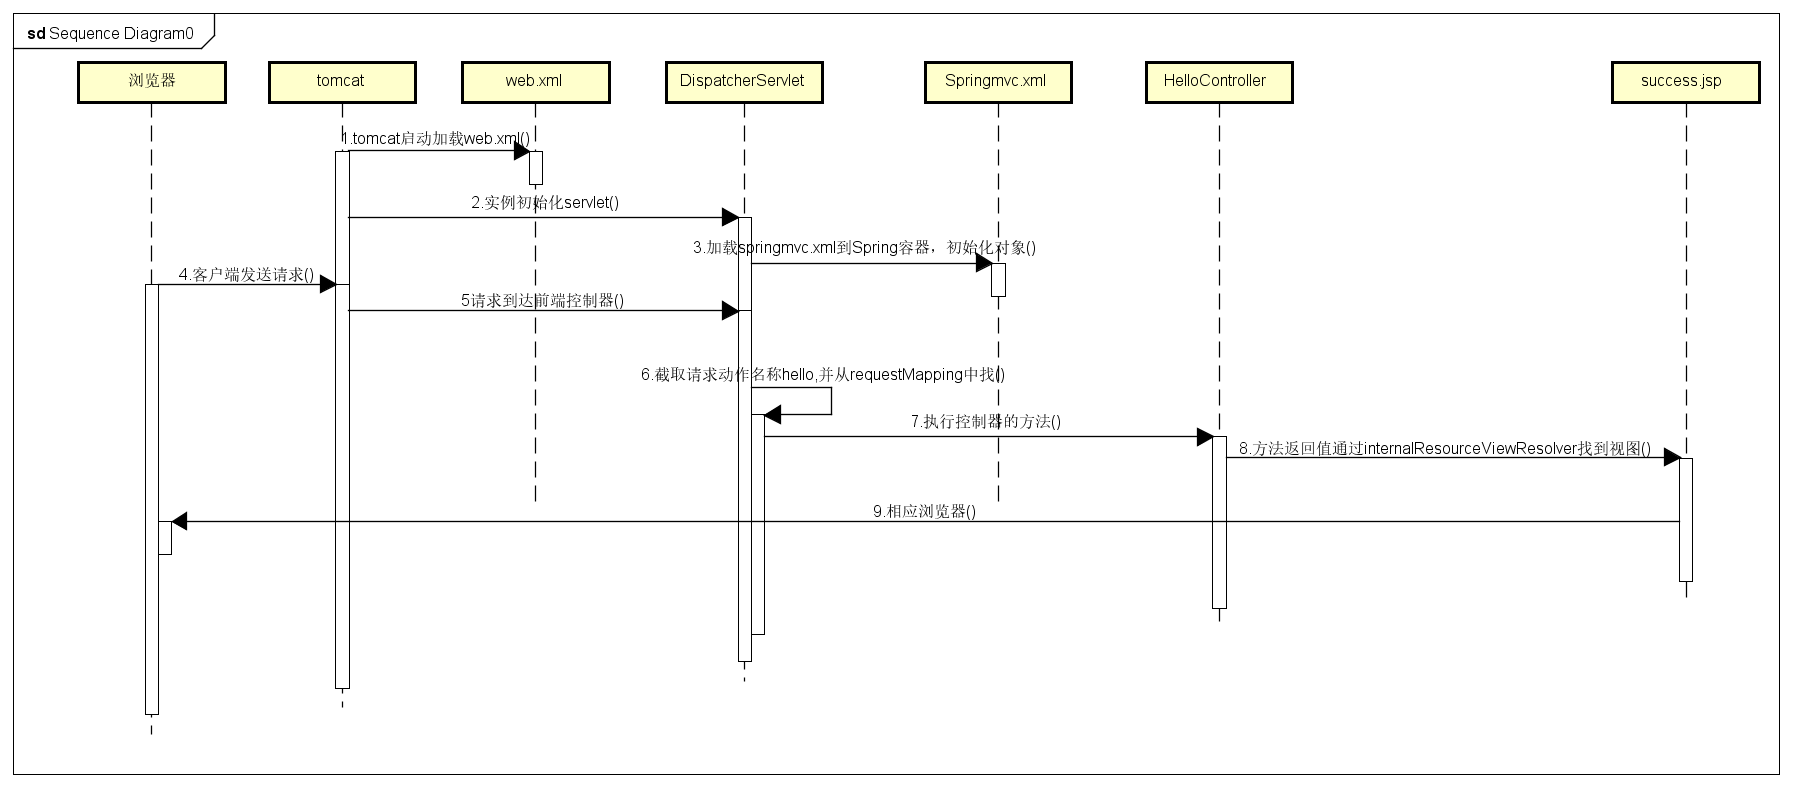 sd Sequence Diagram0
浏览器
tomcat
web.xml
DispatcherServlet
Springmvc.xml
HelloController
success.jsp
1.tomcat启动加载web.xml()
2.实例初始化servlet()
3.加载springmvc.xml到Spring容器，初始化对象()
4.客户端发送请求()
5请求到达前端控制器()
6.截取请求动作名称hello,并从requestMapping中找()
7.执行控制器的方法()
8.方法返回值通过internalResourceViewResolver找到视图()
9.相应浏览器()